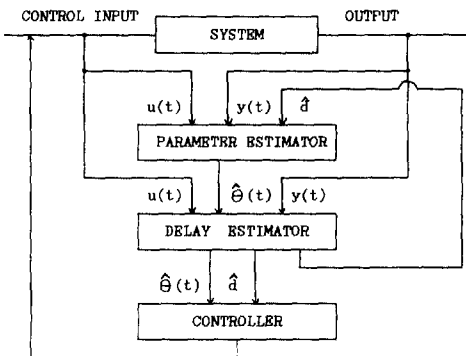 CONTROL INPUT
SYSTEM
OUTPUT
u(t) y(t) d̂
PARAMETER ESTIMATOR
u(t) Θ̂(t) y(t)
DELAY ESTIMATOR
Θ̂(t) d̂
CONTROLLER